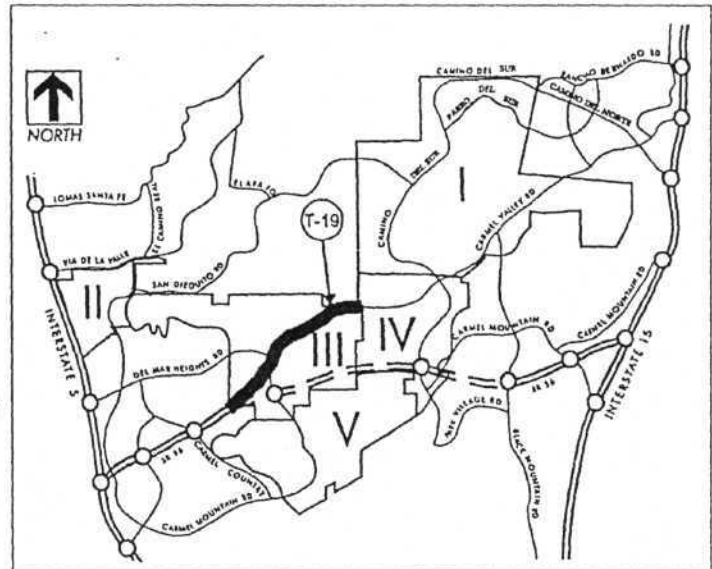 NORTH
LOMAS SANTA FE
VIA DE LA VALLE
EL CAMINO REAL
EL APAJO
SAN DIEGUITO RD
T-19
CAMINO DEL SUR
PASEO DEL SUR
RANCHO BERNARDO RD
CAMINO DEL NORTE
CAMINO DEL SUR
I
CARMEL VALLEY RD
II
INTERSTATE 5
DEL MAR HEIGHTS RD
III
IV
CARMEL MOUNTAIN RD
CARMEL MOUNTAIN RD
SR 56
INTERSTATE 15
V
BLACK MOUNTAIN RD
SR 56
CARMEL COUNTRY
CARMEL MOUNTAIN RD